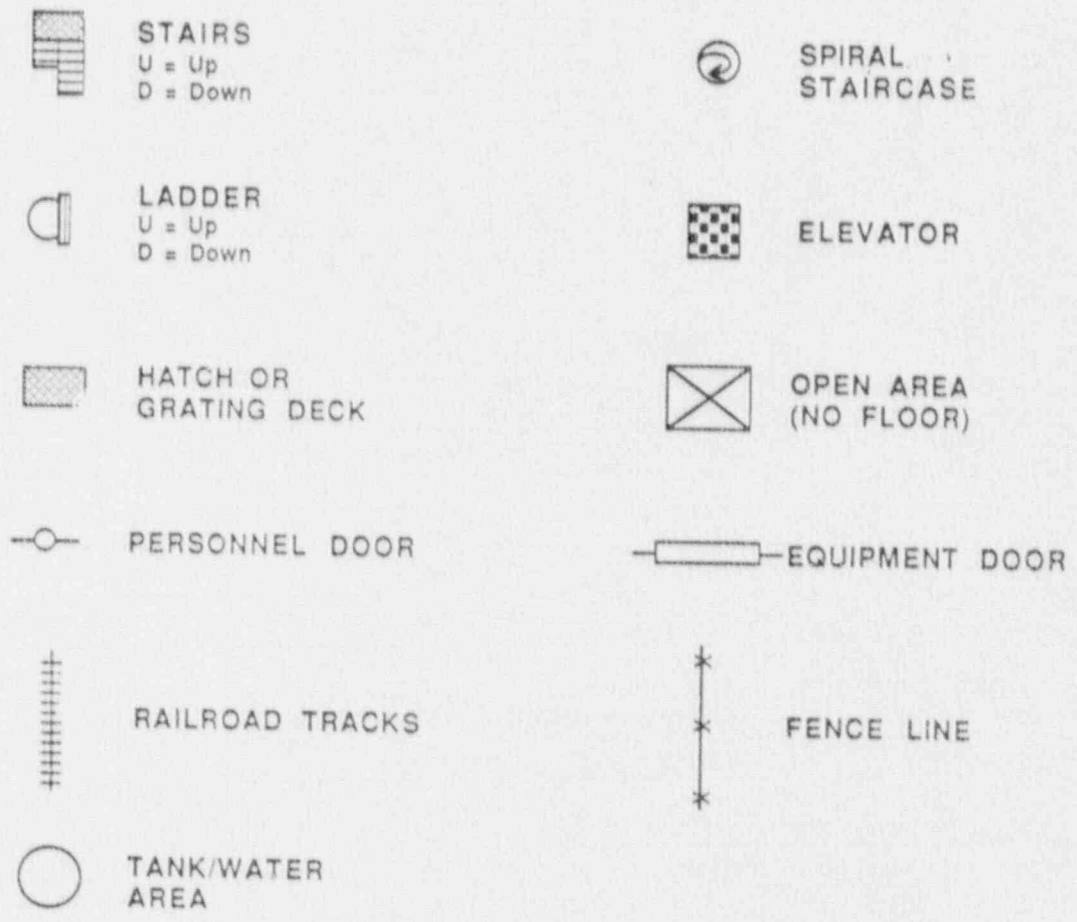 STAIRS
U = Up
D = Down
SPIRAL
STAIRCASE
LADDER
U = Up
D = Down
ELEVATOR
HATCH OR
GRATING DECK
OPEN AREA
(NO FLOOR)
PERSONNEL DOOR
EQUIPMENT DOOR
RAILROAD TRACKS
FENCE LINE
TANK/WATER
AREA